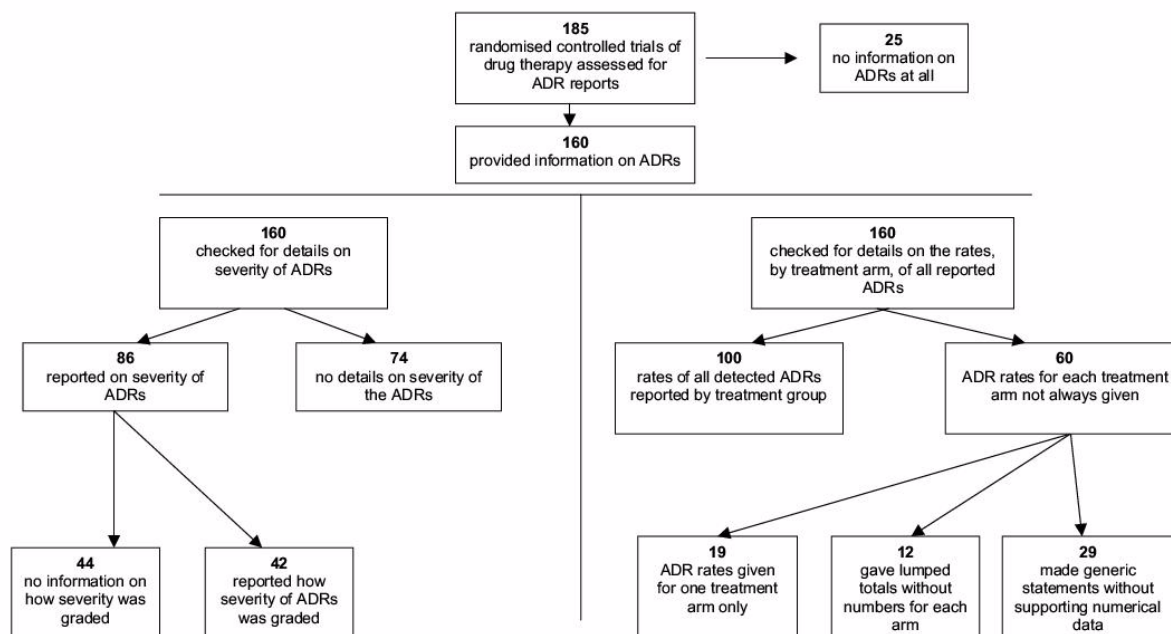 185
randomised controlled trials of
drug therapy assessed for
ADR reports
25
no information on
ADRs at all
160
provided information on ADRs
160
checked for details on
severity of ADRs
160
checked for details on the rates,
by treatment arm, of all reported
ADRs
86
reported on severity of
ADRs
74
no details on severity of
the ADRs
100
rates of all detected ADRs
reported by treatment group
60
ADR rates for each treatment
arm not always given
44
no information on
how severity was
graded
42
reported how
severity of ADRs
was graded
19
ADR rates given
for one treatment
arm only
12
gave lumped
totals without
numbers for each
arm
29
made generic
statements without
supporting numerical
data